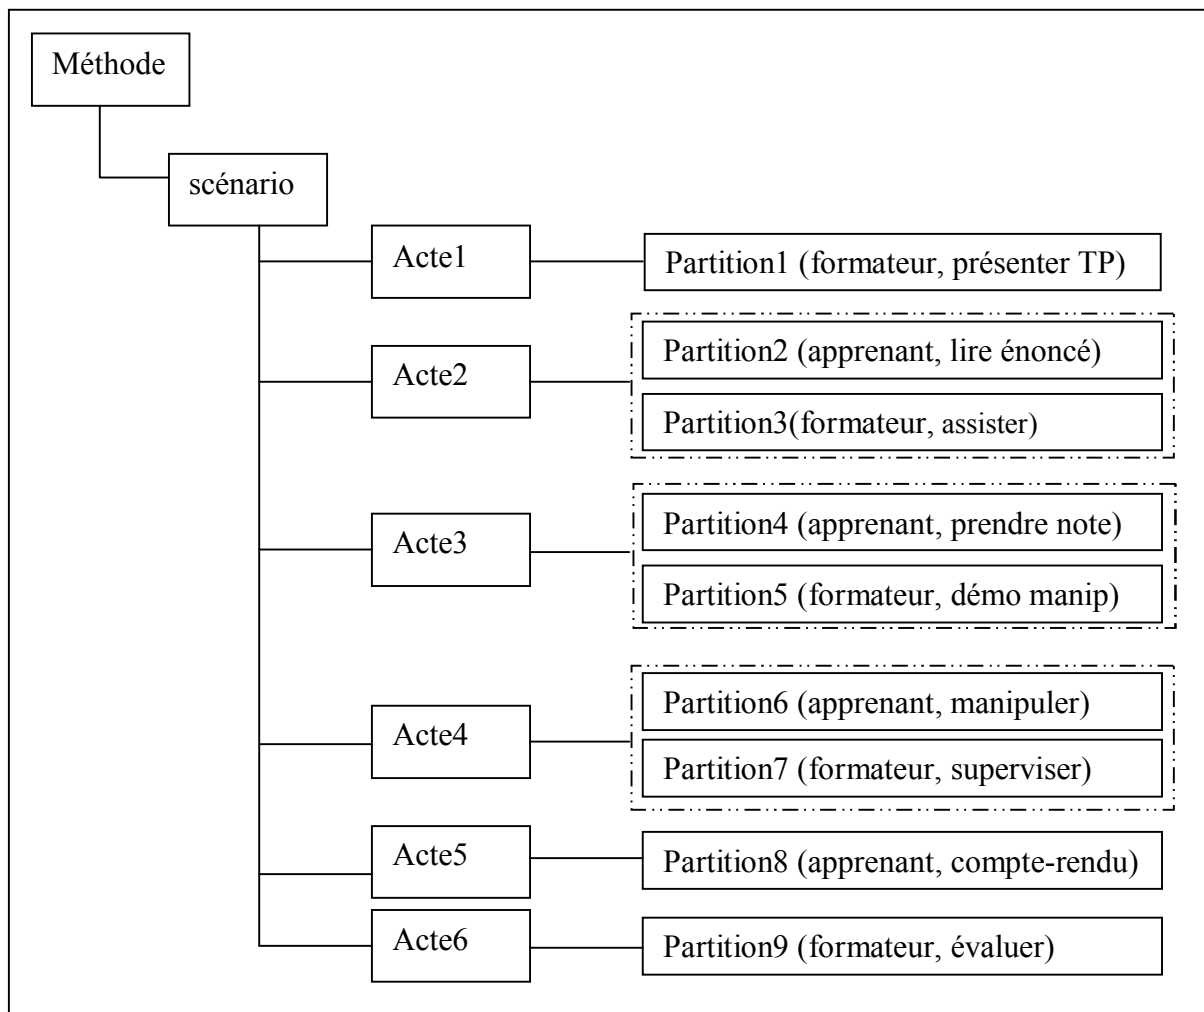 Méthode
scénario
Acte1
Partition1 (formateur, présenter TP)
Acte2
Partition2 (apprenant, lire énoncé)
Partition3(formateur, assister)
Acte3
Partition4 (apprenant, prendre note)
Partition5 (formateur, démo manip)
Acte4
Partition6 (apprenant, manipuler)
Partition7 (formateur, superviser)
Acte5
Partition8 (apprenant, compte-rendu)
Acte6
Partition9 (formateur, évaluer)